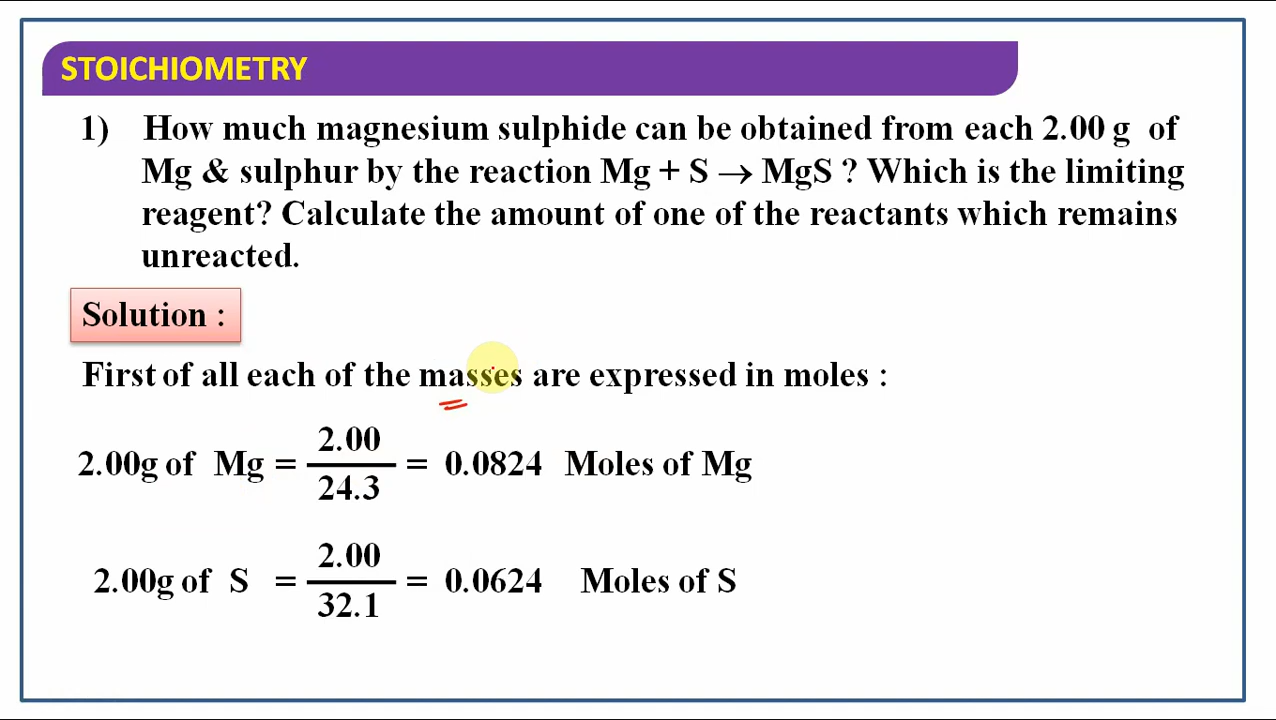 STOICHIOMETRY
1) How much magnesium sulphide can be obtained from each 2.00 g of
Mg & sulphur by the reaction Mg + S → MgS ? Which is the limiting
reagent? Calculate the amount of one of the reactants which remains
unreacted.
Solution :
First of all each of the masses are expressed in moles :
2.00
2.00g of Mg = —— = 0.0824 Moles of Mg
24.3
2.00
2.00g of S = —— = 0.0624 Moles of S
32.1